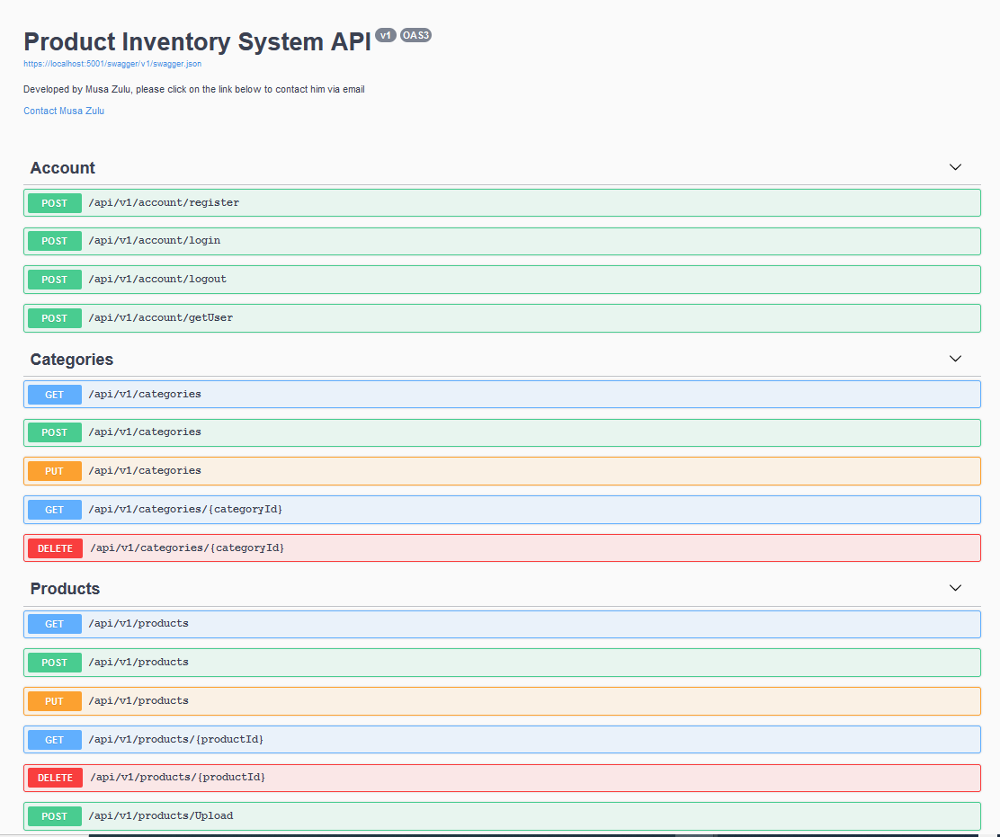 Product Inventory System API v1 OAS3
https://localhost:5001/swagger/v1/swagger.json
Developed by Musa Zulu, please click on the link below to contact him via email
Contact Musa Zulu
Account
POST /api/v1/account/register
POST /api/v1/account/login
POST /api/v1/account/logout
POST /api/v1/account/getUser
Categories
GET /api/v1/categories
POST /api/v1/categories
PUT /api/v1/categories
GET /api/v1/categories/{categoryId}
DELETE /api/v1/categories/{categoryId}
Products
GET /api/v1/products
POST /api/v1/products
PUT /api/v1/products
GET /api/v1/products/{productId}
DELETE /api/v1/products/{productId}
POST /api/v1/products/Upload